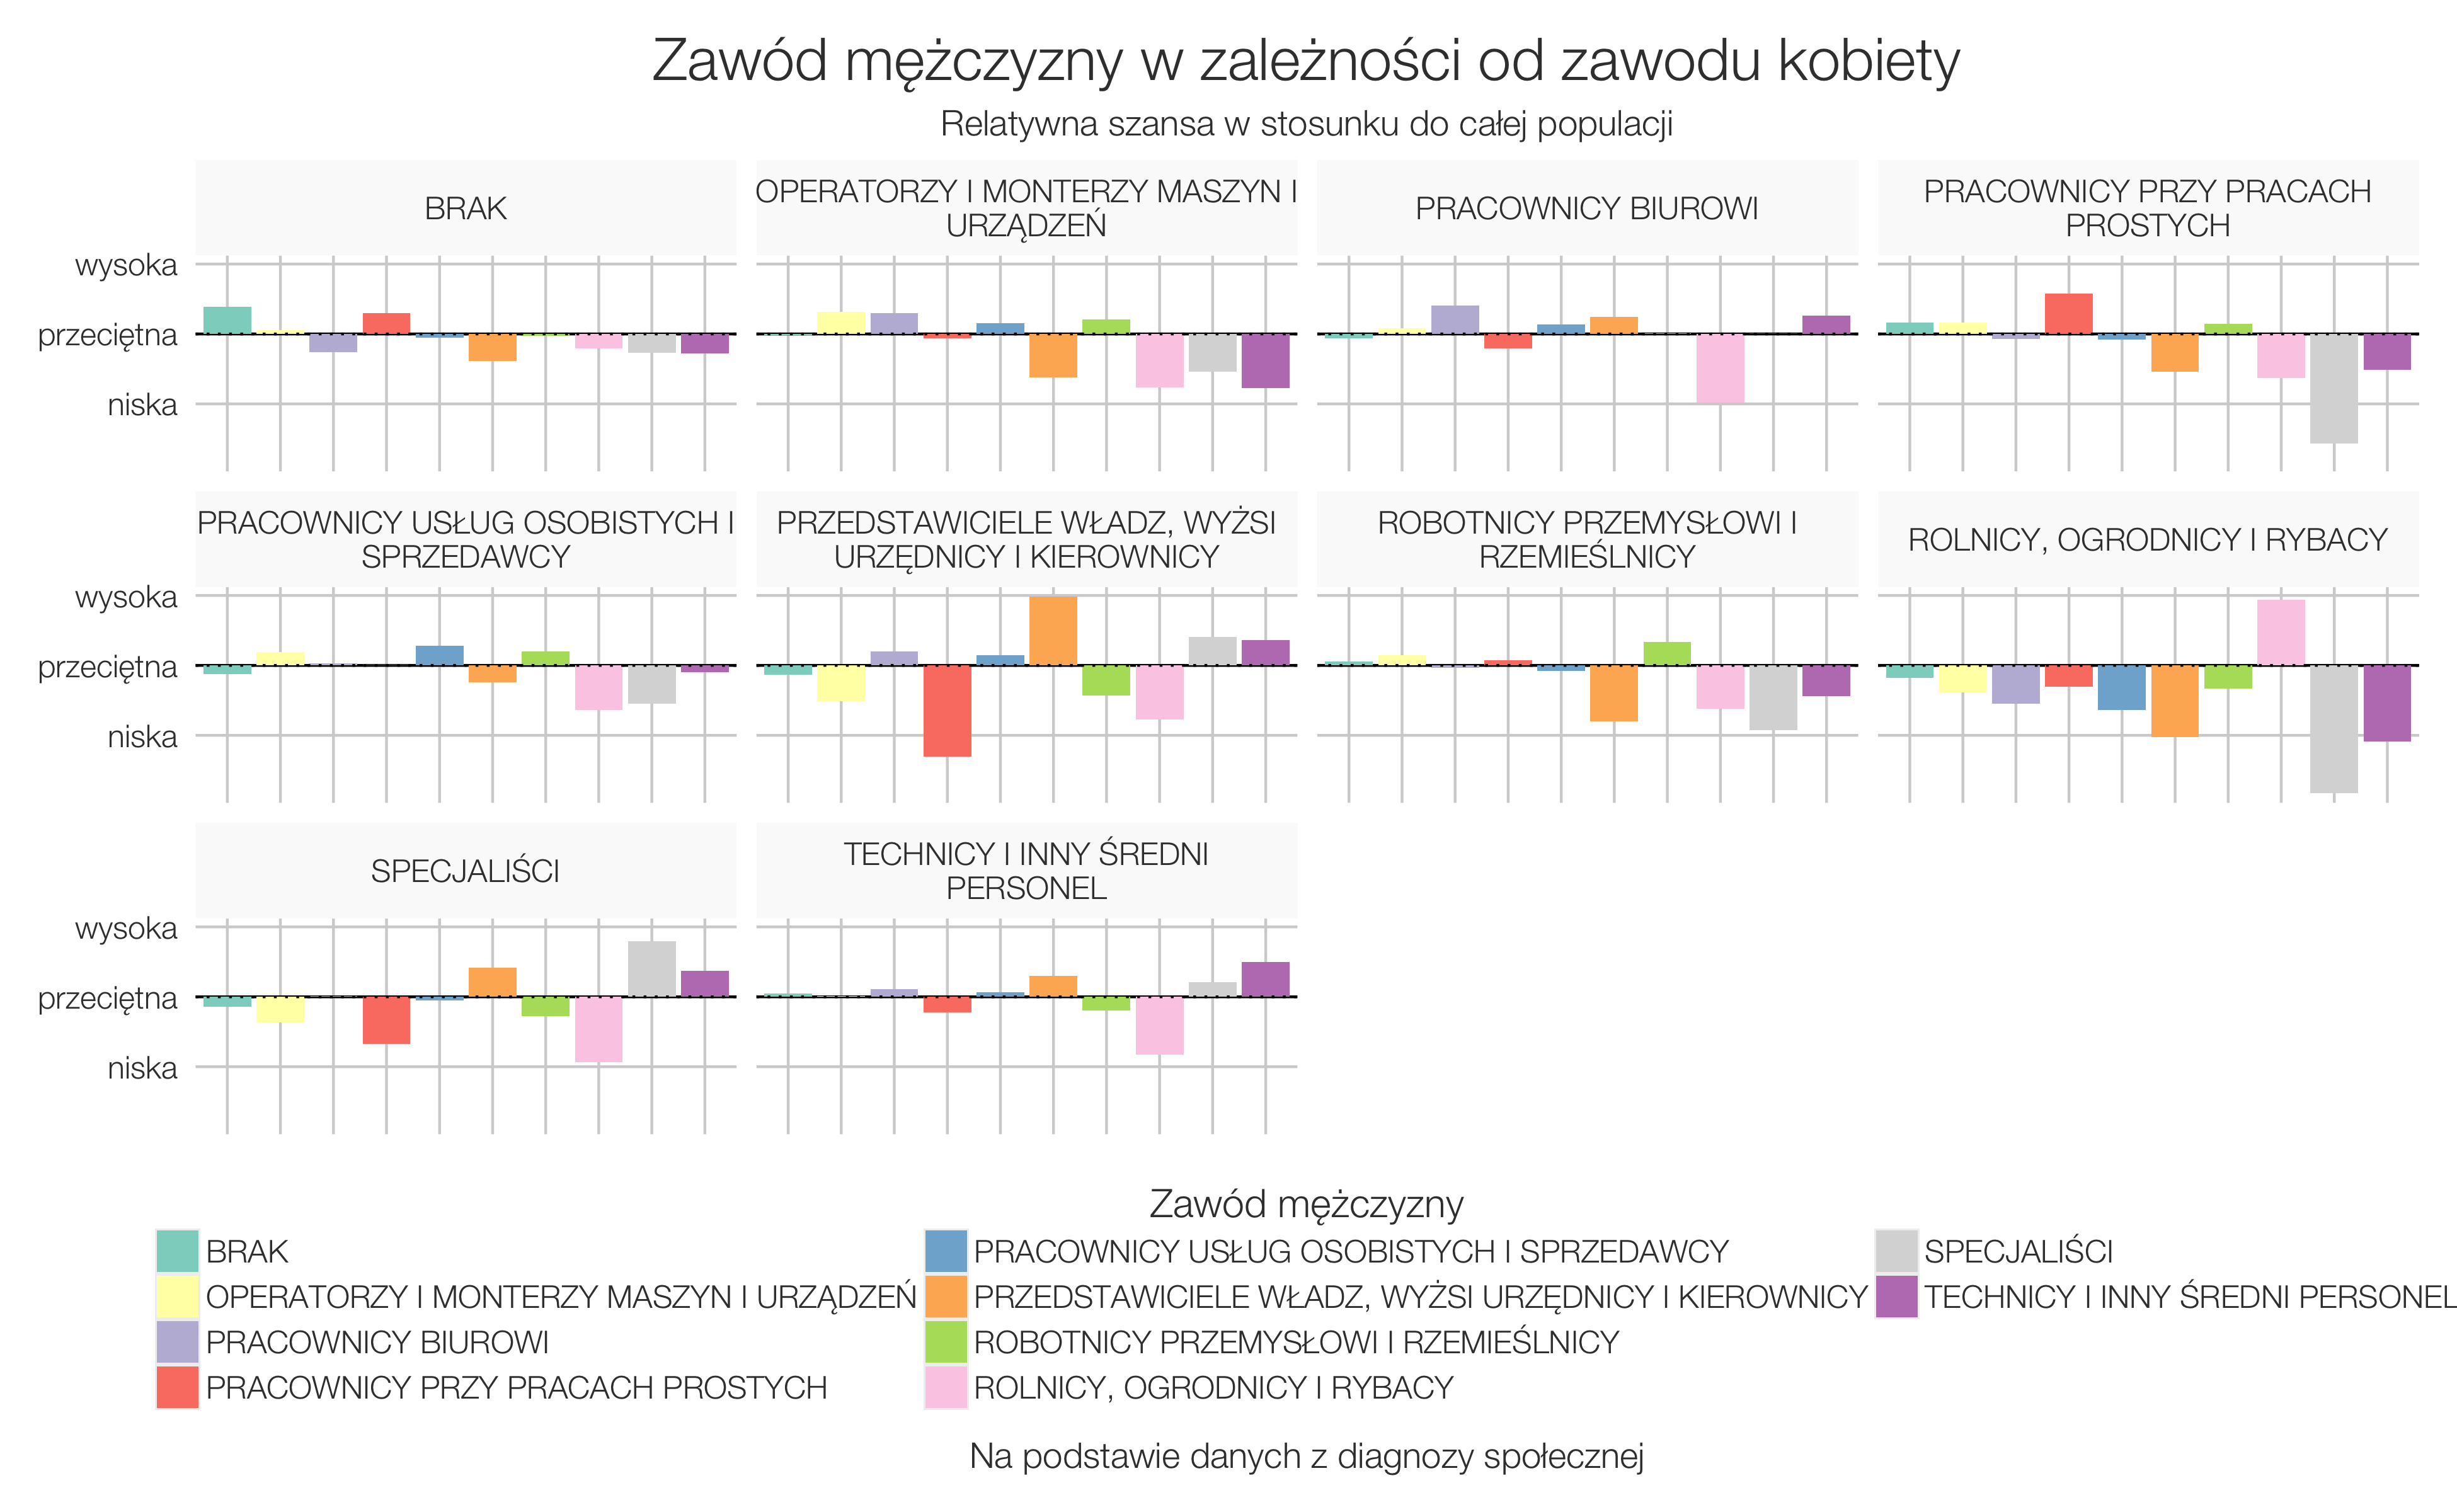 Zawód mężczyzny w zależności od zawodu kobiety
Relatywna szansa w stosunku do całej populacji
BRAK
OPERATORZY I MONTERZY MASZYN I
URZĄDZEŃ
PRACOWNICY BIUROWI
PRACOWNICY PRZY PRACACH
PROSTYCH
wysoka
przeciętna
niska
PRACOWNICY USŁUG OSOBISTYCH I
SPRZEDAWCY
PRZEDSTAWICIELE WŁADZ, WYŻSI
URZĘDNICY I KIEROWNICY
ROBOTNICY PRZEMYSŁOWI I
RZEMIEŚLNICY
ROLNICY, OGRODNICY I RYBACY
wysoka
przeciętna
niska
SPECJALIŚCI
TECHNICY I INNY ŚREDNI
PERSONEL
wysoka
przeciętna
niska
Zawód mężczyzny
BRAK
OPERATORZY I MONTERZY MASZYN I URZĄDZEŃ
PRACOWNICY BIUROWI
PRACOWNICY PRZY PRACACH PROSTYCH
PRACOWNICY USŁUG OSOBISTYCH I SPRZEDAWCY
PRZEDSTAWICIELE WŁADZ, WYŻSI URZĘDNICY I KIEROWNICY
ROBOTNICY PRZEMYSŁOWI I RZEMIEŚLNICY
ROLNICY, OGRODNICY I RYBACY
SPECJALIŚCI
TECHNICY I INNY ŚREDNI PERSONEL
Na podstawie danych z diagnozy społecznej